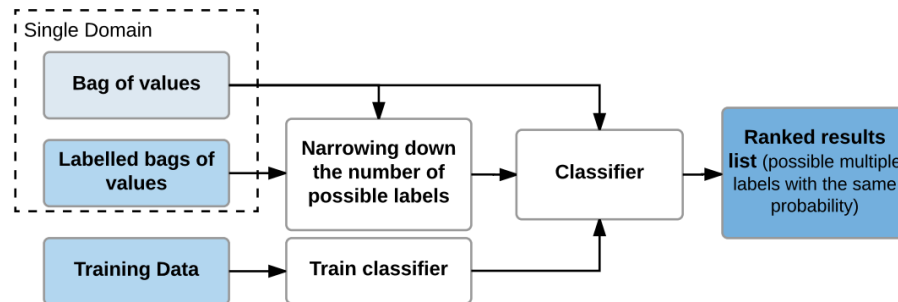 Single Domain
Bag of values
Labelled bags of
values
Narrowing down
the number of
possible labels
Classifier
Ranked results
list (possible multiple
labels with the same
probability)
Training Data
Train classifier